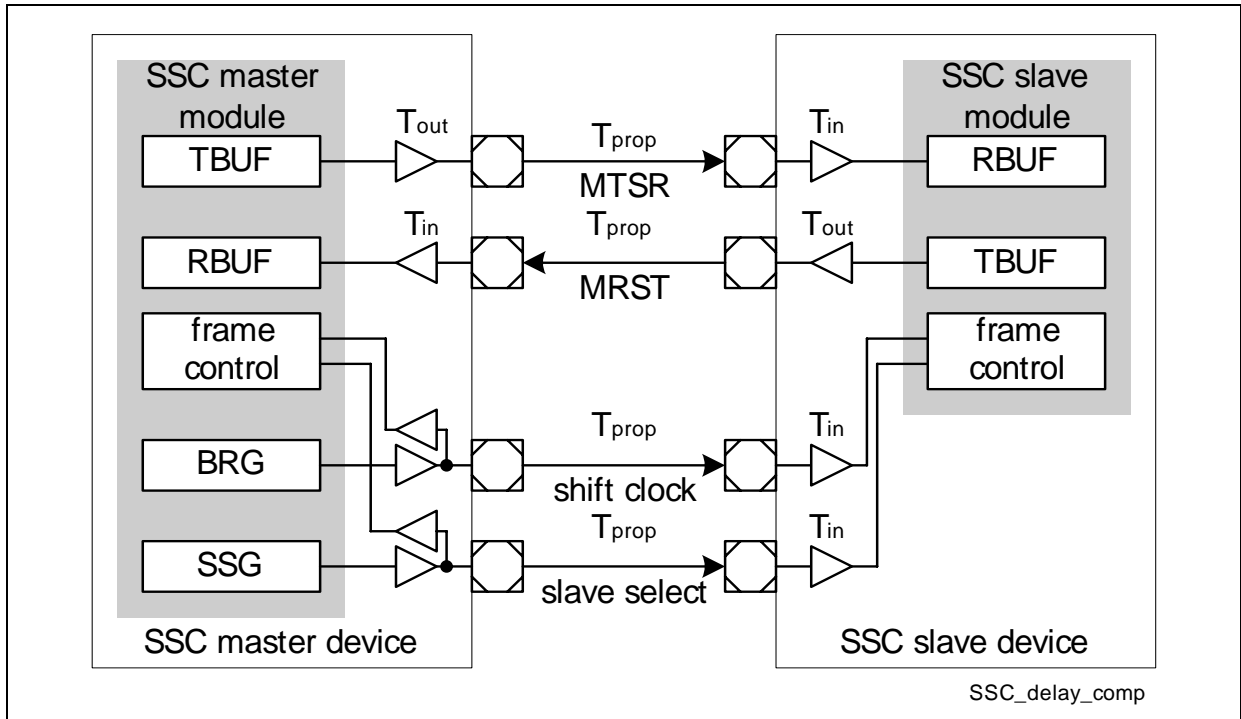 SSC master
module
SSC slave
module
Tout
Tprop
Tin
TBUF
MTSR
RBUF
Tin
Tprop
Tout
RBUF
MRST
TBUF
frame
control
frame
control
Tprop
Tin
BRG
shift clock
Tprop
Tin
SSG
slave select
SSC master device
SSC slave device
SSC_delay_comp